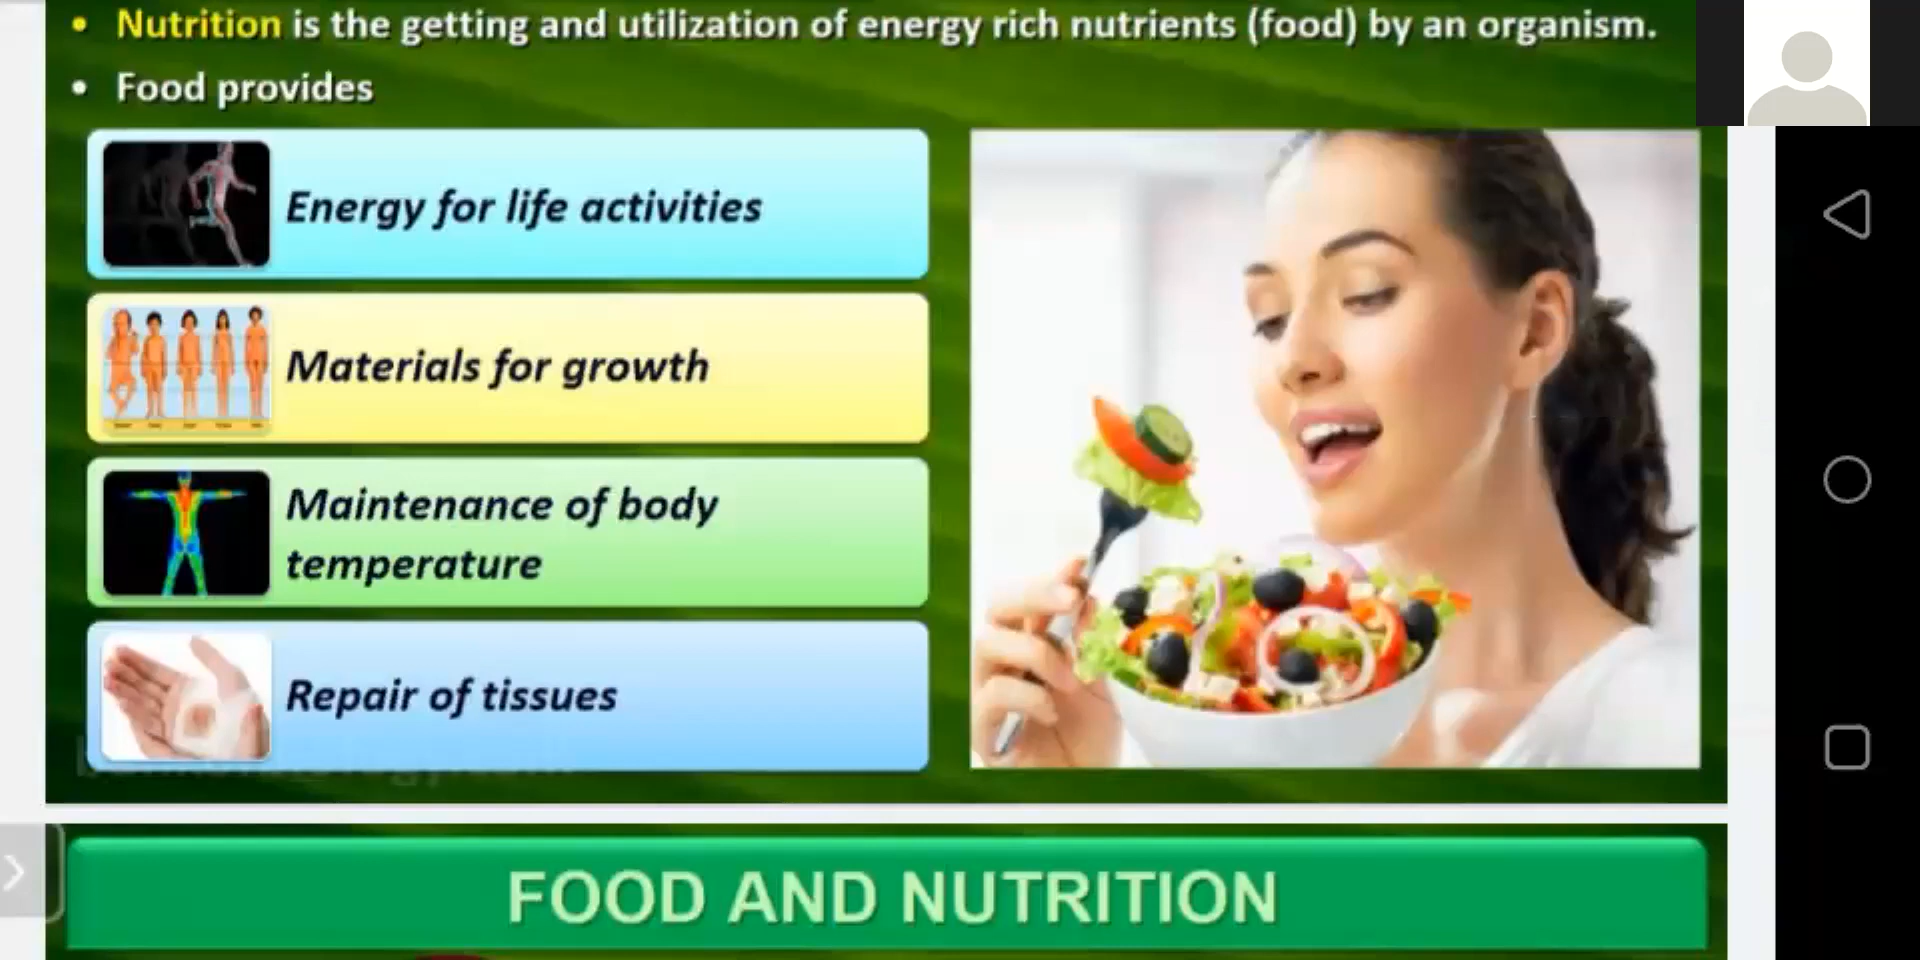 • Nutrition is the getting and utilization of energy rich nutrients (food) by an organism.
• Food provides
Energy for life activities
Materials for growth
Maintenance of body
temperature
Repair of tissues
FOOD AND NUTRITION